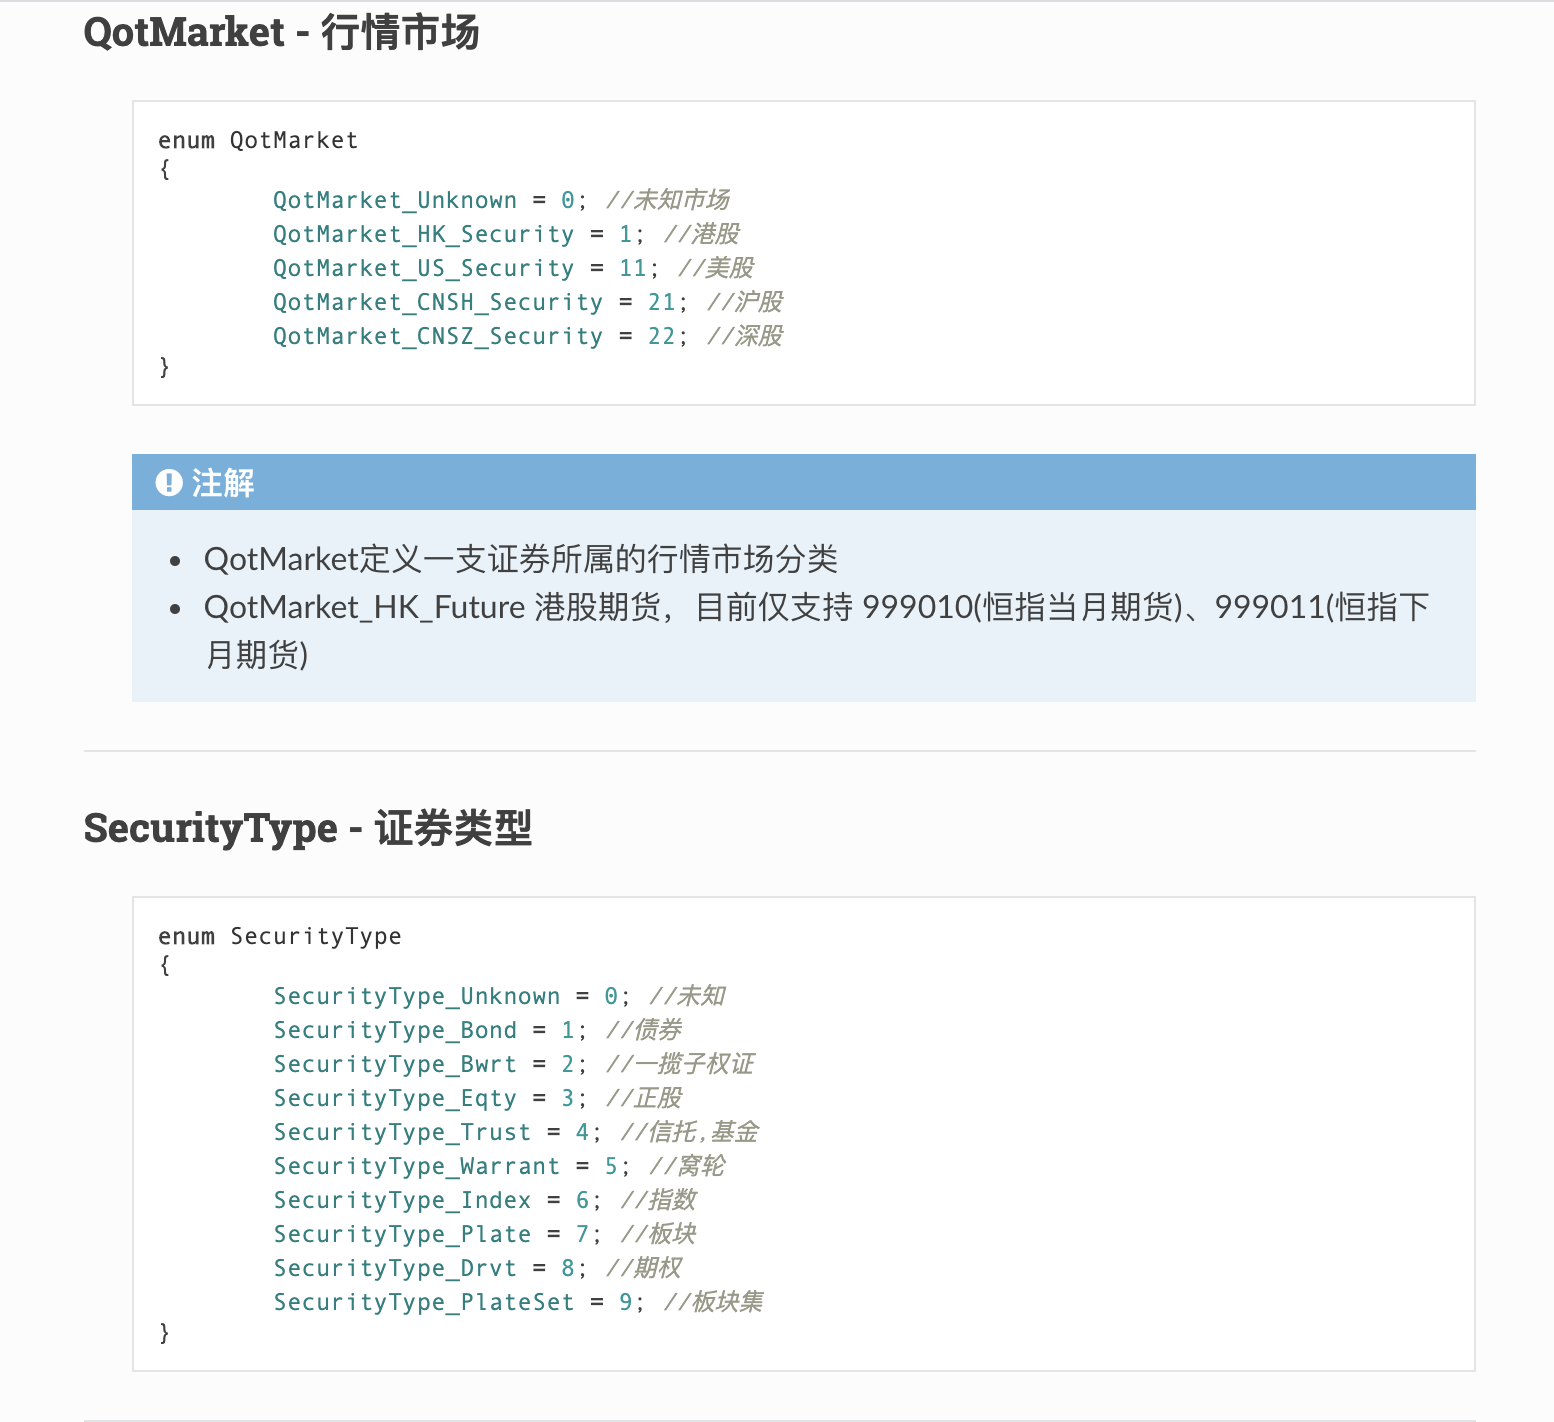 QotMarket - 行情市场
enum QotMarket
{
QotMarket_Unknown = 0; //未知市场
QotMarket_HK_Security = 1; //港股
QotMarket_US_Security = 11; //美股
QotMarket_CNSH_Security = 21; //沪股
QotMarket_CNSZ_Security = 22; //深股
}
注解
• QotMarket定义一支证券所属的行情市场分类
• QotMarket_HK_Future 港股期货，目前仅支持 999010(恒指当月期货)、999011(恒指下
月期货)
SecurityType - 证券类型
enum SecurityType
{
SecurityType_Unknown = 0; //未知
SecurityType_Bond = 1; //债券
SecurityType_Bwrt = 2; //一揽子权证
SecurityType_Eqty = 3; //正股
SecurityType_Trust = 4; //信托,基金
SecurityType_Warrant = 5; //窝轮
SecurityType_Index = 6; //指数
SecurityType_Plate = 7; //板块
SecurityType_Drvt = 8; //期权
SecurityType_PlateSet = 9; //板块集
}